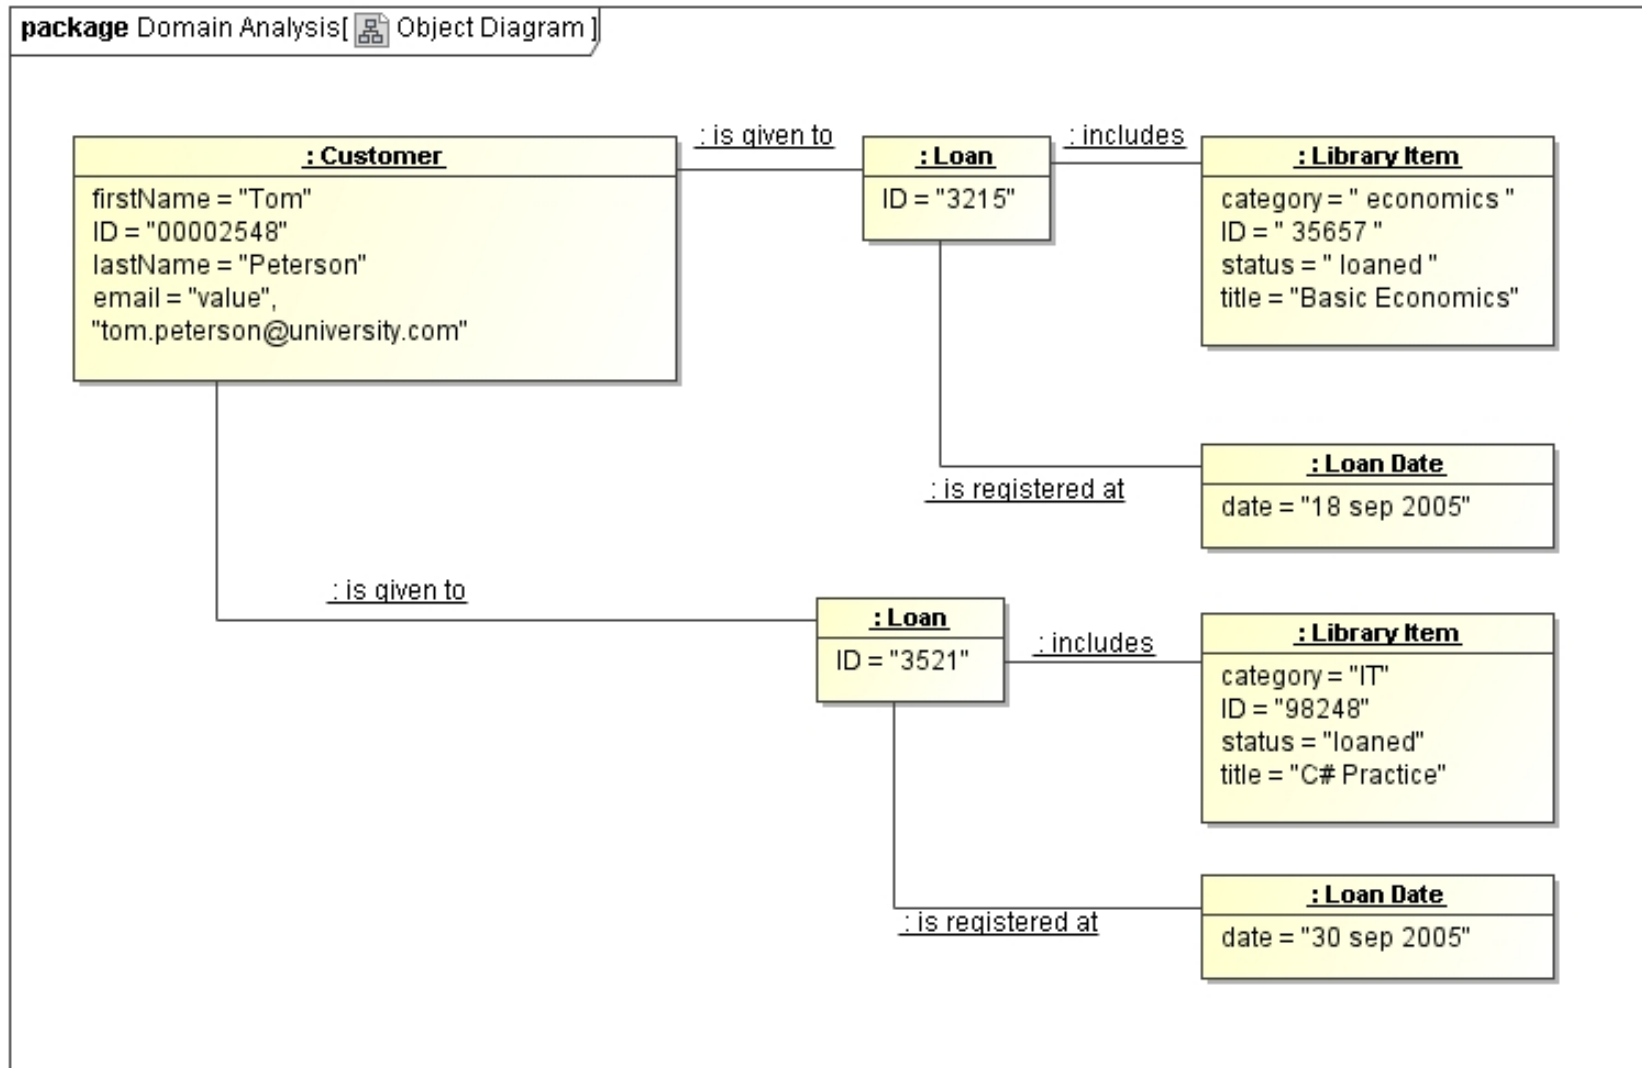 package Domain Analysis[ Object Diagram ]
: Customer
firstName = "Tom"
ID = "00002548"
lastName = "Peterson"
email = "value",
"tom.peterson@university.com"
: is given to
: Loan
ID = "3215"
: includes
: Library Item
category = " economics "
ID = " 35657 "
status = " loaned "
title = "Basic Economics"
: is registered at
: Loan Date
date = "18 sep 2005"
: is given to
: Loan
ID = "3521"
: includes
: Library Item
category = "IT"
ID = "98248"
status = "loaned"
title = "C# Practice"
: is registered at
: Loan Date
date = "30 sep 2005"